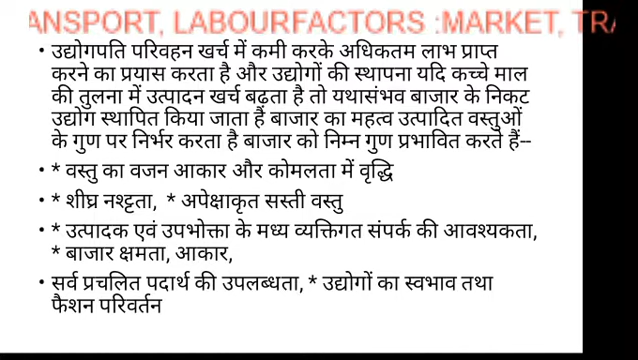 ANSPORT, LABOURFACTORS :MARKET, TRA
• उद्योगपति परिवहन खर्च में कमी करके अधिकतम लाभ प्राप्त
करने का प्रयास करता है और उद्योगों की स्थापना यदि कच्चे माल
की तुलना में उत्पादन खर्च बढ़ता है तो यथासंभव बाजार के निकट
उद्योग स्थापित किया जाता है बाजार का महत्व उत्पादित वस्तुओं
के गुण पर निर्भर करता है बाजार को निम्न गुण प्रभावित करते हैं--
• * वस्तु का वजन आकार और कोमलता में वृद्धि
• * शीघ्र नश्ट्टता, * अपेक्षाकृत सस्ती वस्तु
• * उत्पादक एवं उपभोक्ता के मध्य व्यक्तिगत संपर्क की आवश्यकता,
* बाजार क्षमता, आकार,
• सर्व प्रचलित पदार्थ की उपलब्धता, * उद्योगों का स्वभाव तथा
फैशन परिवर्तन